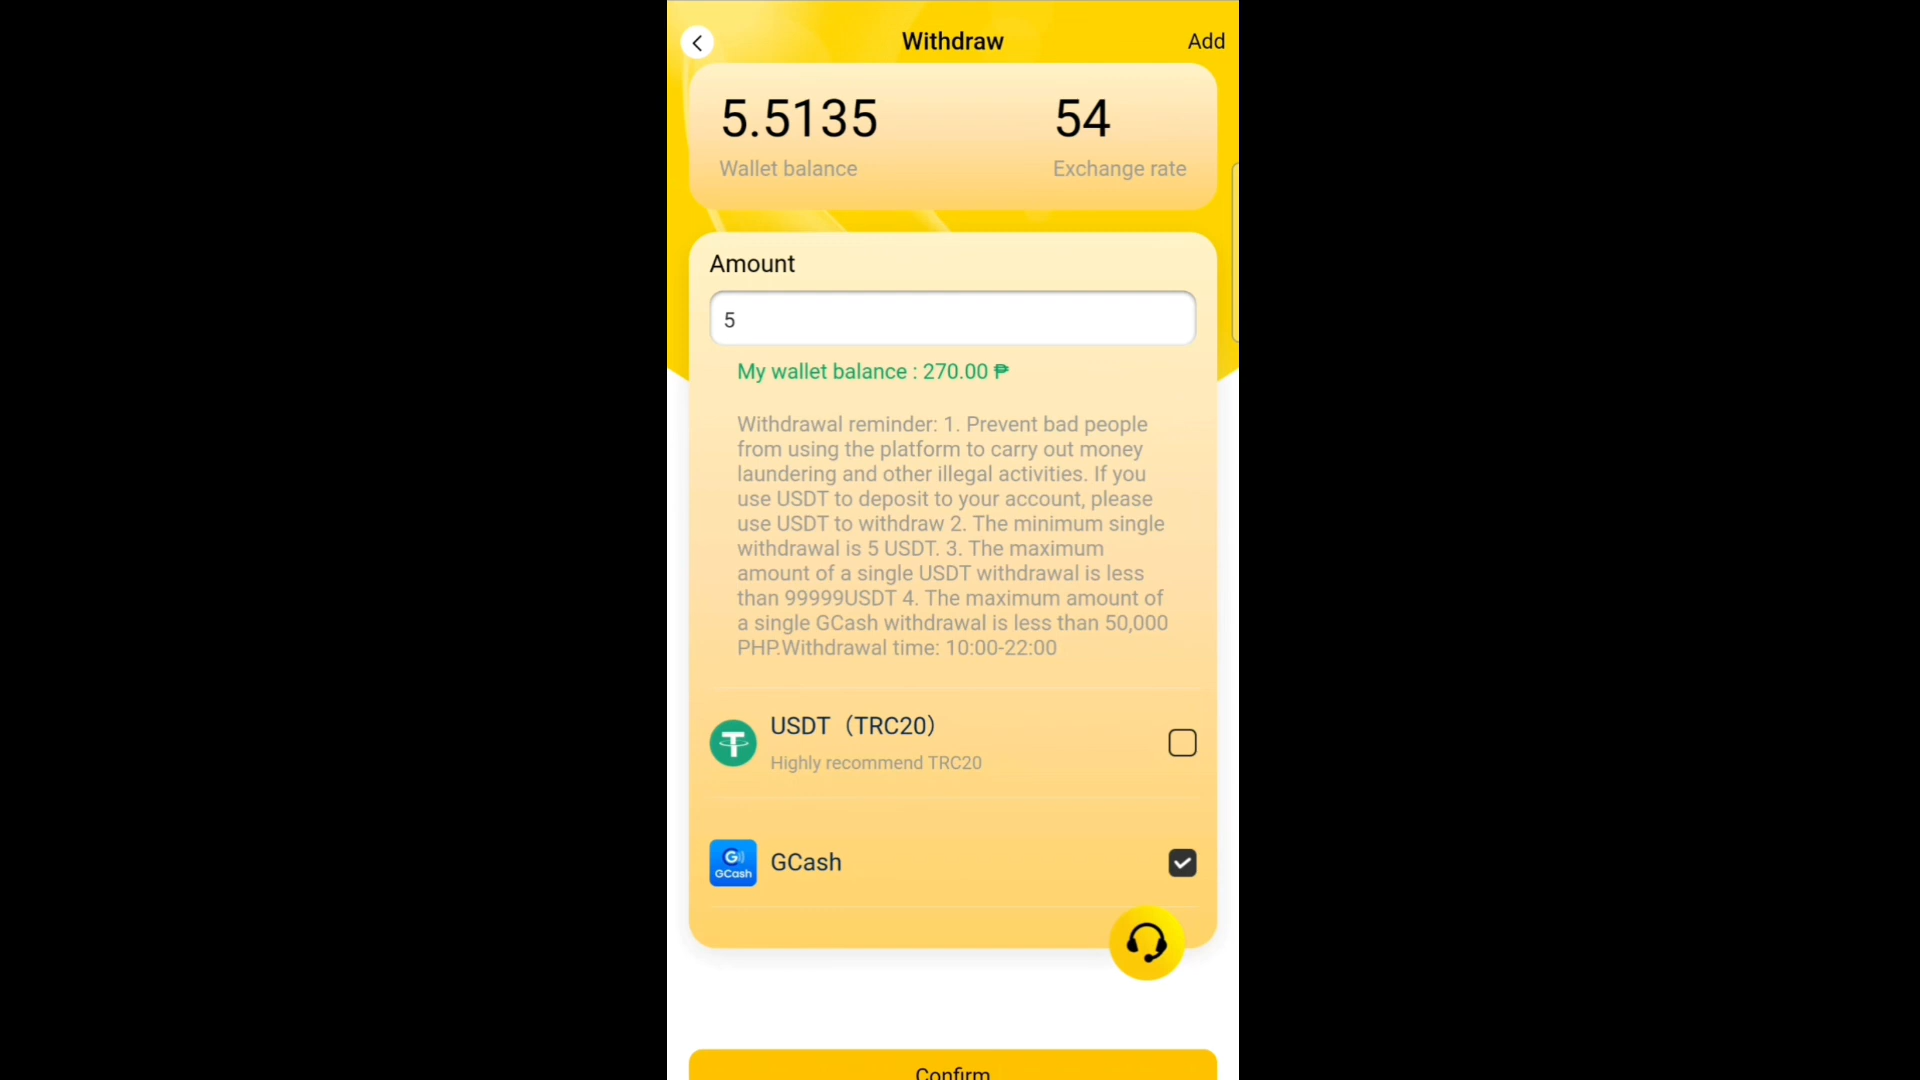 Withdraw
Add
5.5135
54
Wallet balance
Exchange rate
Amount
5
My wallet balance : 270.00 ₱
Withdrawal reminder: 1. Prevent bad people
from using the platform to carry out money
laundering and other illegal activities. If you
use USDT to deposit to your account, please
use USDT to withdraw 2. The minimum single
withdrawal is 5 USDT. 3. The maximum
amount of a single USDT withdrawal is less
than 99999USDT 4. The maximum amount of
a single GCash withdrawal is less than 50,000
PHP.Withdrawal time: 10:00-22:00
USDT（TRC20）
Highly recommend TRC20
GCash
GCash
Confirm